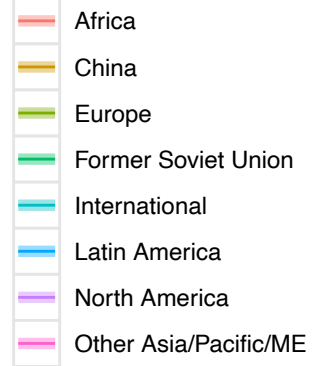 Africa
China
Europe
Former Soviet Union
International
Latin America
North America
Other Asia/Pacific/ME